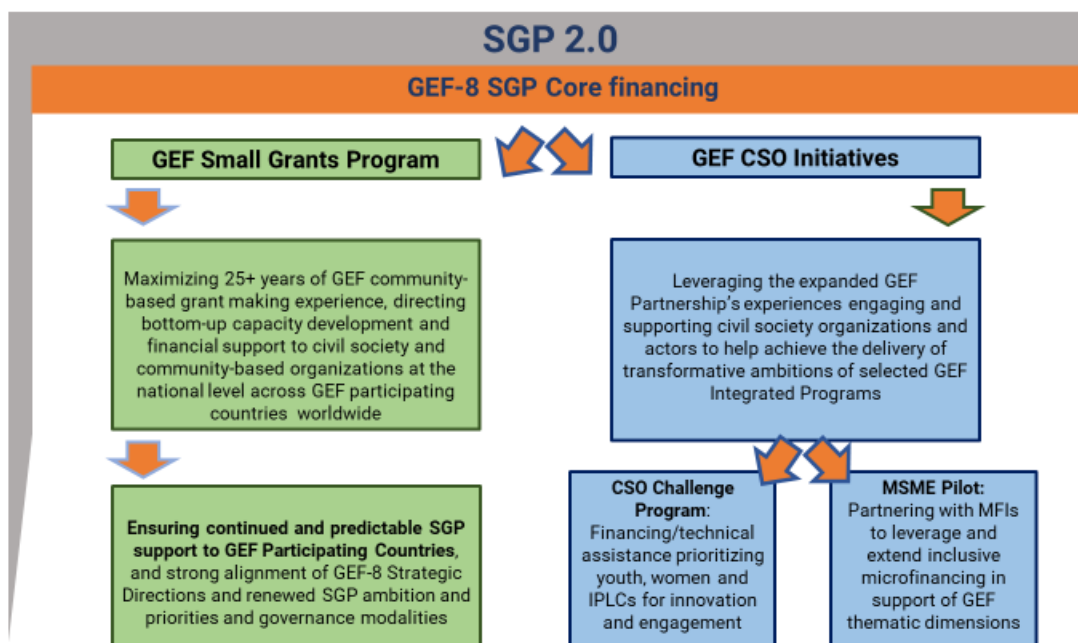 SGP 2.0
GEF-8 SGP Core financing
GEF Small Grants Program
GEF CSO Initiatives
Maximizing 25+ years of GEF community-
based grant making experience, directing
bottom-up capacity development and
financial support to civil society and
community-based organizations at the
national level across GEF participating
countries worldwide
Leveraging the expanded GEF
Partnership's experiences engaging and
supporting civil society organizations and
actors to help achieve the delivery of
transformative ambitions of selected GEF
Integrated Programs
Ensuring continued and predictable SGP
support to GEF Participating Countries,
and strong alignment of GEF-8 Strategic
Directions and renewed SGP ambition and
priorities and governance modalities
CSO Challenge
Program:
Financing/technical
assistance prioritizing
youth, women and
IPLCs for innovation
and engagement
MSME Pilot:
Partnering with MFIs
to leverage and
extend inclusive
microfinancing in
support of GEF
thematic dimensions